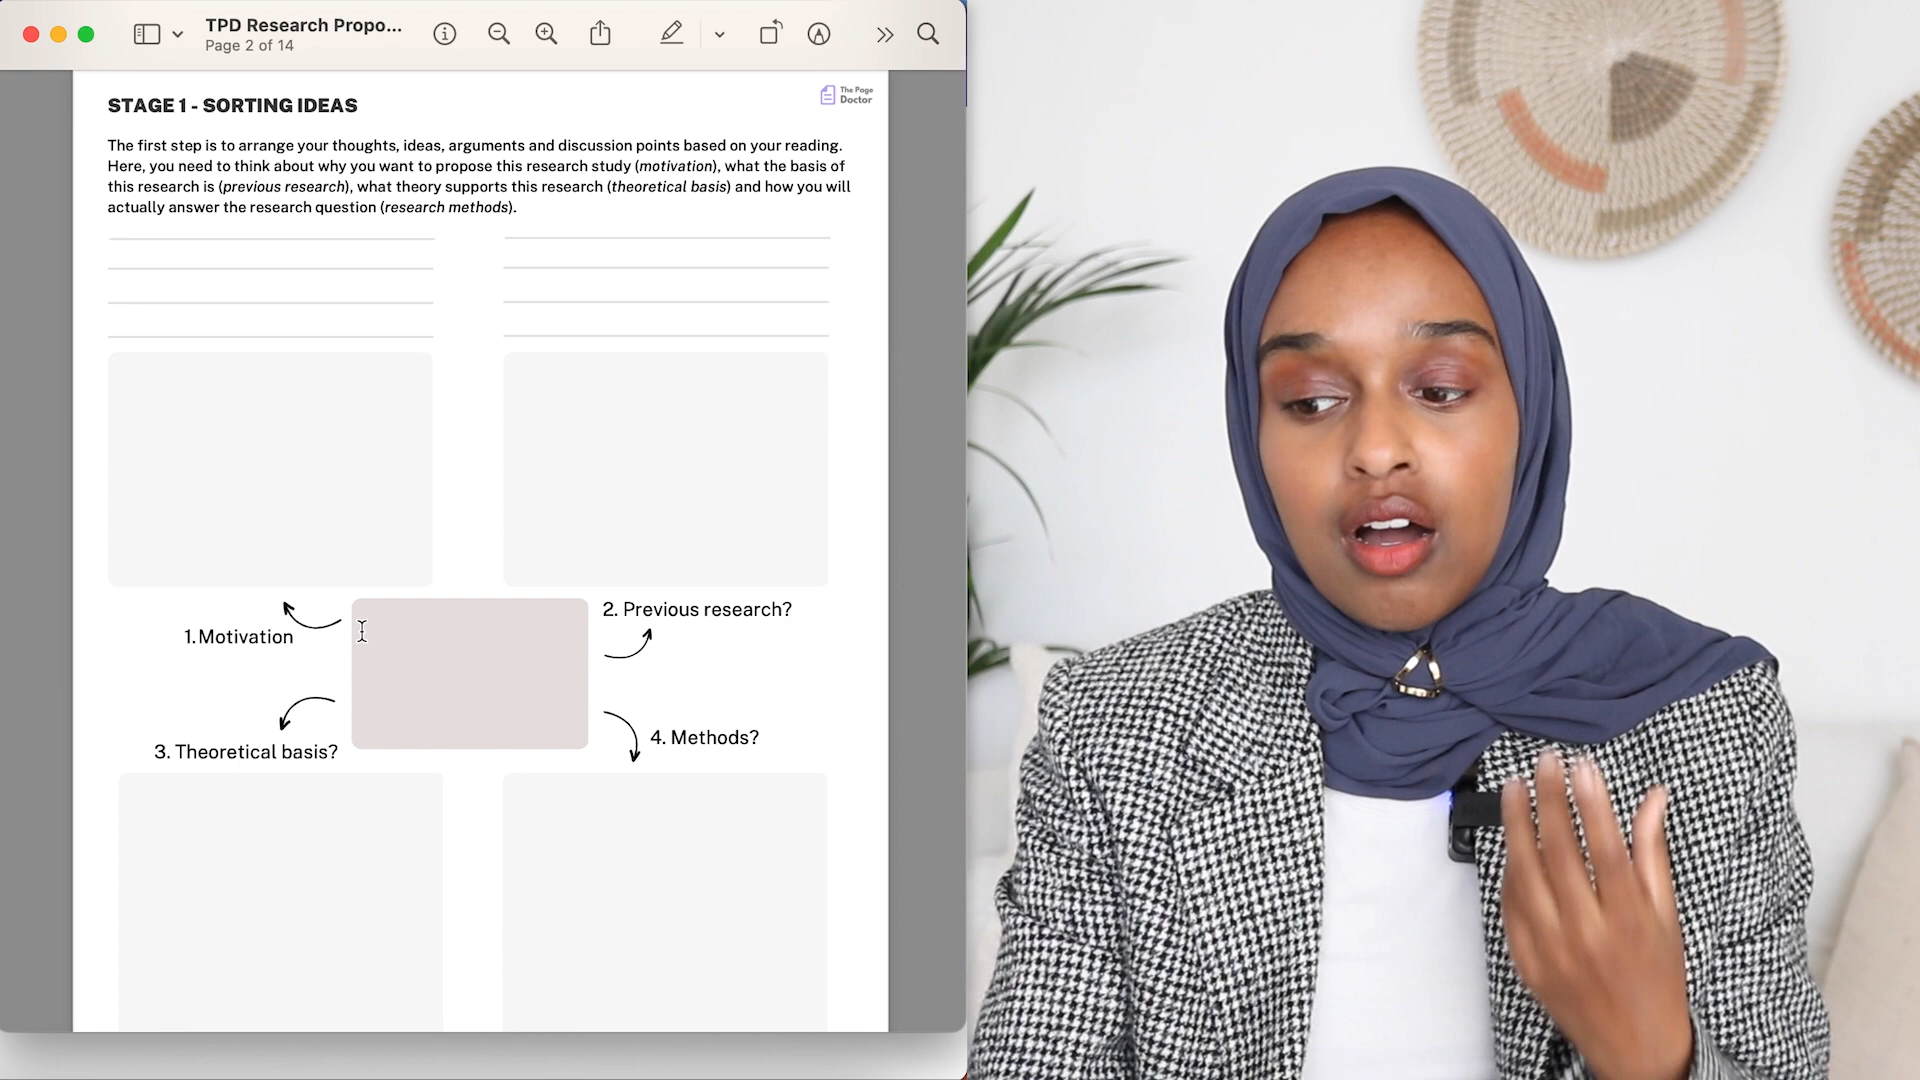 TPD Research Propo...
Page 2 of 14
The Page
Doctor
STAGE 1 - SORTING IDEAS
The first step is to arrange your thoughts, ideas, arguments and discussion points based on your reading.
Here, you need to think about why you want to propose this research study (motivation), what the basis of
this research is (previous research), what theory supports this research (theoretical basis) and how you will
actually answer the research question (research methods).
1. Motivation
2. Previous research?
3. Theoretical basis?
4. Methods?